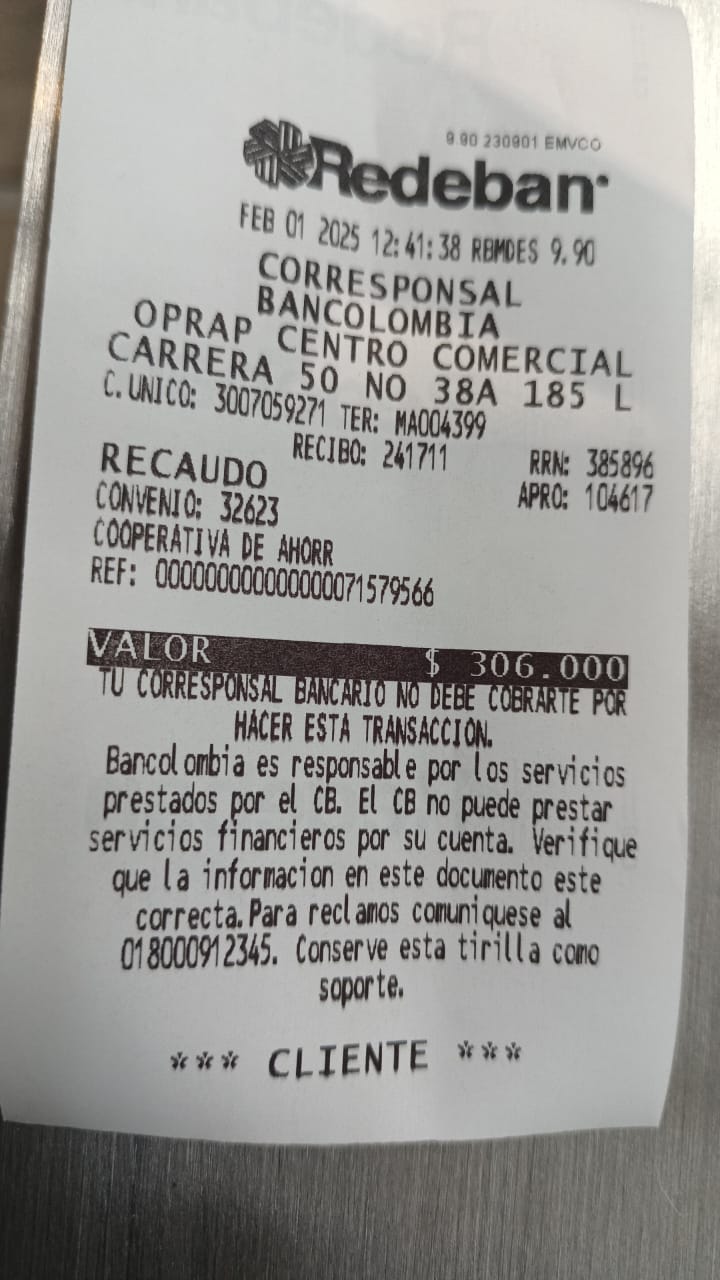 9.90 230901 EMVCO
Redeban
FEB 01 2025 12:41:38 RBMDES 9.90
CORRESPONSAL
BANCOLOMBIA
OPRAP CENTRO COMERCIAL
CARRERA 50 NO 38A 185 L
C. UNICO: 3007059271 TER: MA004399
RECIBO: 241711 RRN: 385896
RECAUDO APRO: 104617
CONVENIO: 32623
COOPERATIVA DE AHORR
REF: 000000000000000071579566
VALOR $ 306.000
TU CORRESPONSAL BANCARIO NO DEBE COBRARTE POR
HACER ESTA TRANSACCION.
Bancolombia es responsable por los servicios
prestados por el CB. El CB no puede prestar
servicios financieros por su cuenta. Verifique
que la informacion en este documento este
correcta. Para reclamos comuniquese al
018000912345. Conserve esta tirilla como
soporte.
*** CLIENTE ***